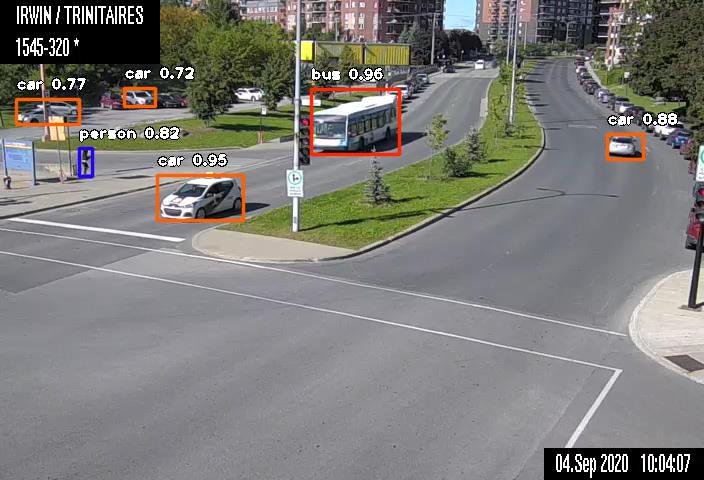 IRWIN / TRINITAIRES
1545-320 *
car 0.77
car 0.72
bus 0.96
person 0.82
car 0.95
car 0.88
04.Sep 2020 10:04:07